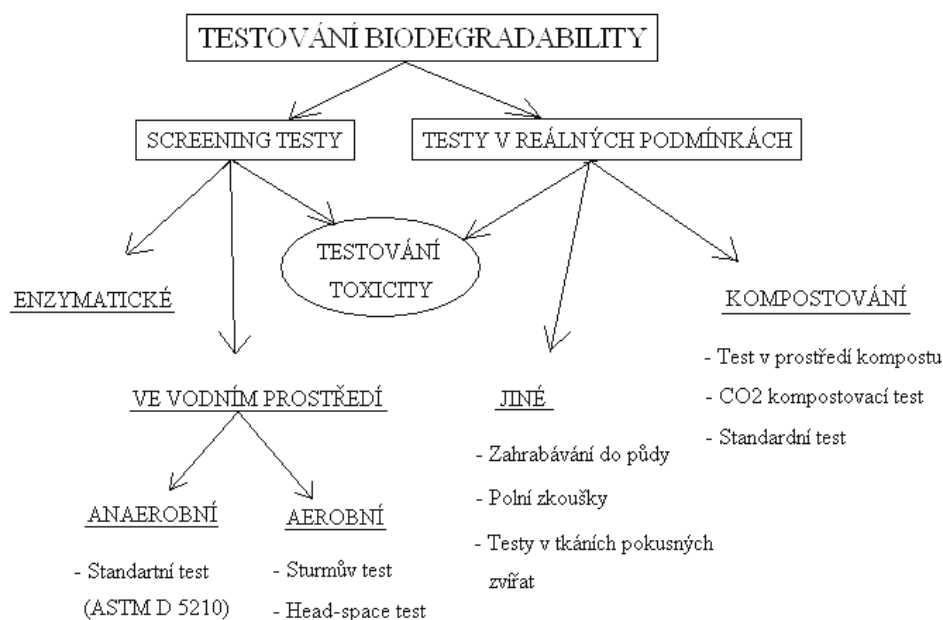 TESTOVÁNÍ BIODEGRADABILITY
SCREENING TESTY
TESTY V REÁLNÝCH PODMÍNKÁCH
TESTOVÁNÍ
TOXICITY
ENZYMATICKÉ
KOMPOSTOVÁNÍ
- Test v prostředí kompostu
- CO2 kompostovací test
- Standardní test
VE VODNÍM PROSTŘEDÍ
JINÉ
- Zahrabávání do půdy
- Polní zkoušky
- Testy v tkáních pokusných
zvířat
ANAEROBNÍ
- Standartní test
(ASTM D 5210)
AEROBNÍ
- Sturmův test
- Head-space test